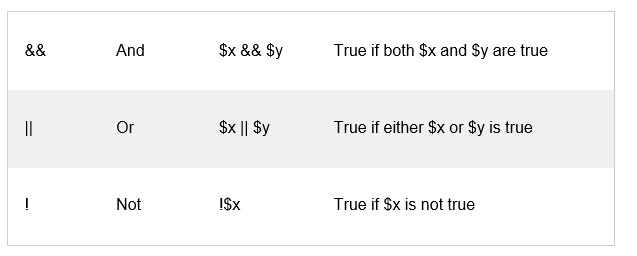 && And $x && $y True if both $x and $y are true
|| Or $x || $y True if either $x or $y is true
! Not !$x True if $x is not true